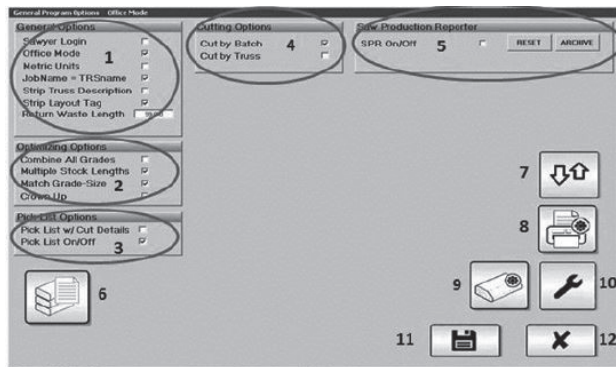 General Program Options Office Mode
General Options
Sawyer Login
Office Mode
Metric Units
JobName = TRSname
Strip Truss Description
Strip Layout Tag
Return Waste Length
1
Optimizing Options
Combine All Grades
Multiple Stock Lengths
Match Grade-Size
Crown Up
2
Pick-List Options
Pick List w/ Cut Details
Pick List On/Off
3
Cutting Options
Cut by Batch
Cut by Truss
4
Saw Production Reporter
SPR On/Off 5 RESET ARCHIVE
6
7
8
9
10
11
12